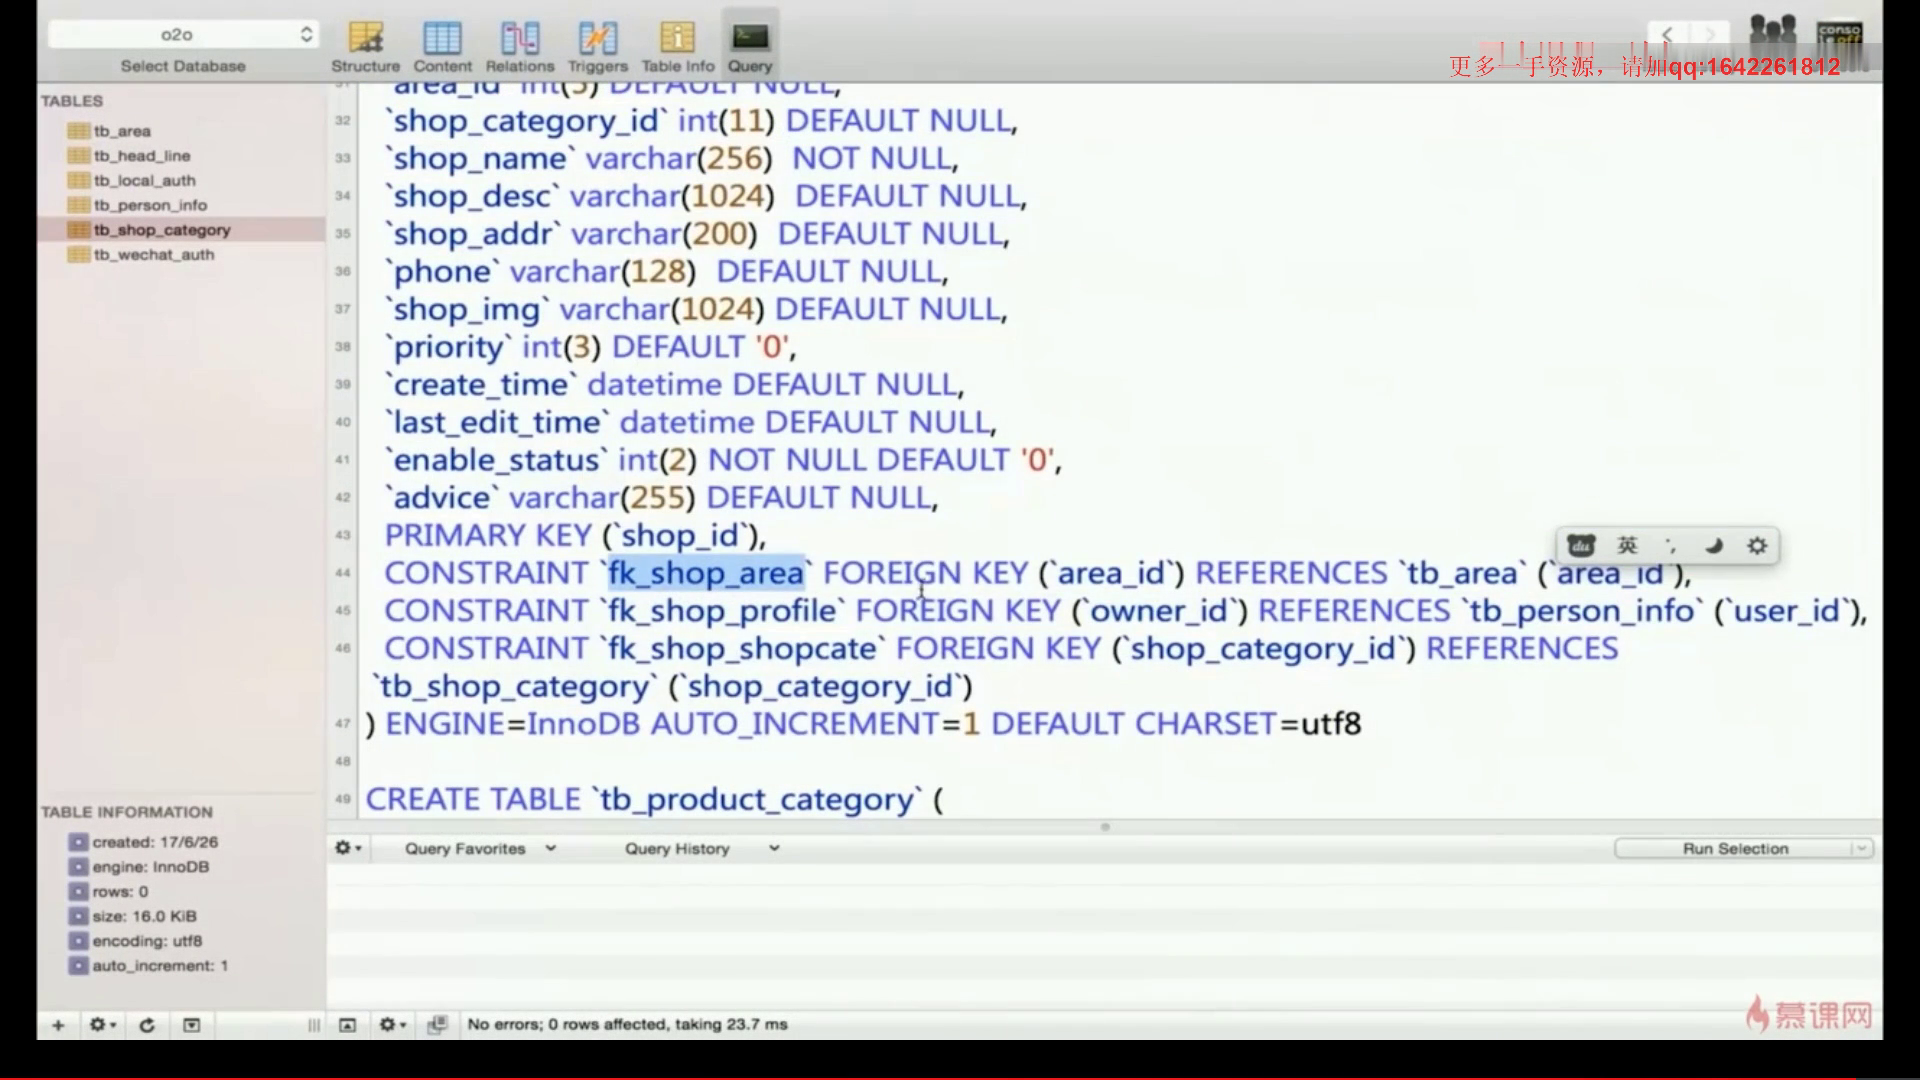 o2o
Select Database
Structure
Content
Relations
Triggers
Table Info
Query
conso
le off
更多一手资源，请加qq:1642261812
TABLES
tb_area
tb_head_line
tb_local_auth
tb_person_info
tb_shop_category
tb_wechat_auth
31 `area_id` int(5) DEFAULT NULL,
32 `shop_category_id` int(11) DEFAULT NULL,
33 `shop_name` varchar(256)  NOT NULL,
34 `shop_desc` varchar(1024)  DEFAULT NULL,
35 `shop_addr` varchar(200)  DEFAULT NULL,
36 `phone` varchar(128)  DEFAULT NULL,
37 `shop_img` varchar(1024) DEFAULT NULL,
38 `priority` int(3) DEFAULT '0',
39 `create_time` datetime DEFAULT NULL,
40 `last_edit_time` datetime DEFAULT NULL,
41 `enable_status` int(2) NOT NULL DEFAULT '0',
42 `advice` varchar(255) DEFAULT NULL,
43 PRIMARY KEY (`shop_id`),
du 英
44 CONSTRAINT `fk_shop_area` FOREIGN KEY (`area_id`) REFERENCES `tb_area` (`area_id`),
45 CONSTRAINT `fk_shop_profile` FOREIGN KEY (`owner_id`) REFERENCES `tb_person_info` (`user_id`),
46 CONSTRAINT `fk_shop_shopcate` FOREIGN KEY (`shop_category_id`) REFERENCES
`tb_shop_category` (`shop_category_id`)
47 ) ENGINE=InnoDB AUTO_INCREMENT=1 DEFAULT CHARSET=utf8
48
49 CREATE TABLE `tb_product_category` (
TABLE INFORMATION
created: 17/6/26
engine: InnoDB
rows: 0
size: 16.0 KiB
encoding: utf8
auto_increment: 1
Query Favorites
Query History
Run Selection
No errors; 0 rows affected, taking 23.7 ms
慕课网